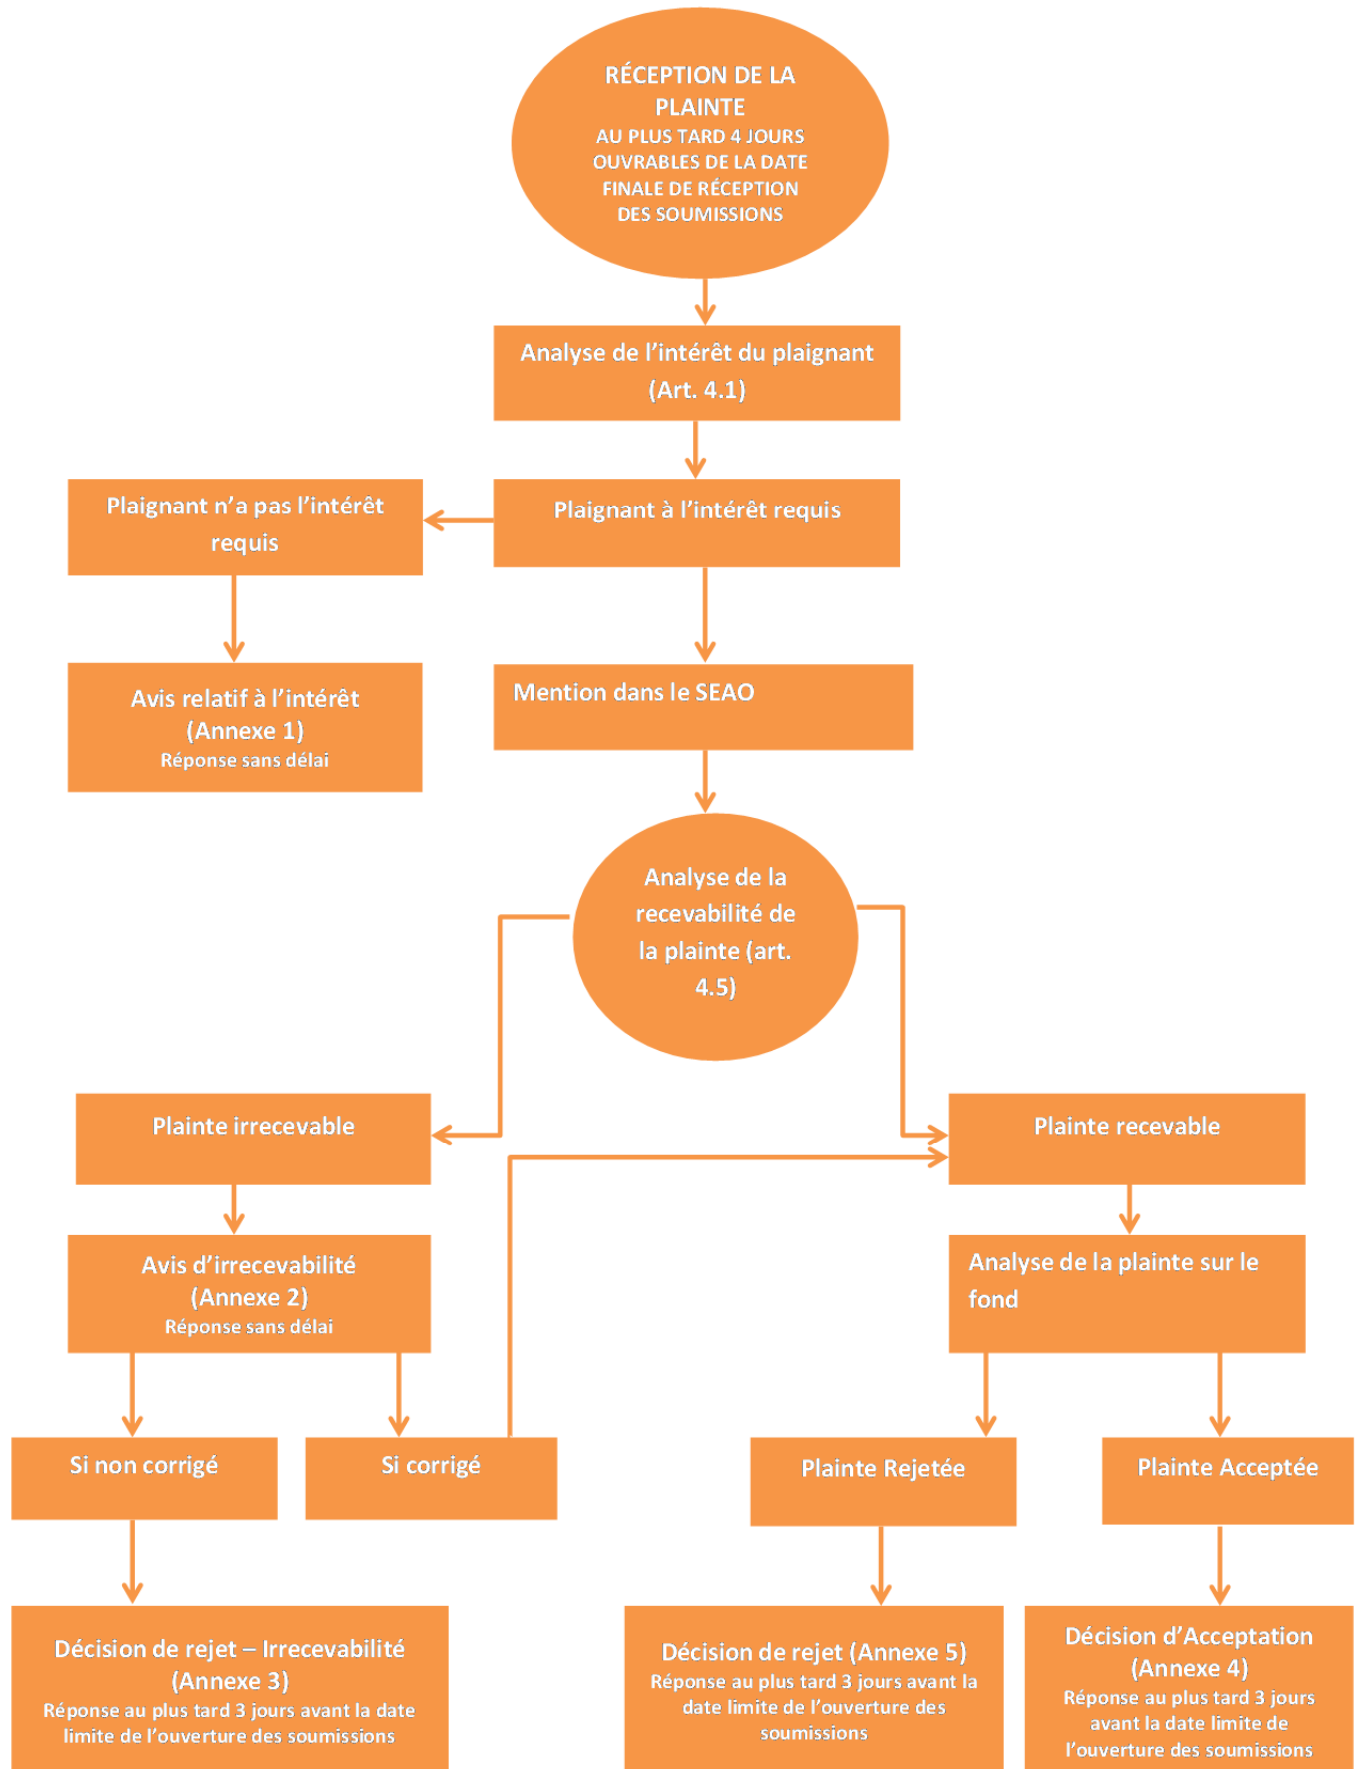 RÉCEPTION DE LA
PLAINTE
AU PLUS TARD 4 JOURS
OUVRABLES DE LA DATE
FINALE DE RÉCEPTION
DES SOUMISSIONS
Analyse de l'intérêt du plaignant
(Art. 4.1)
Plaignant n'a pas l'intérêt
requis
Plaignant à l'intérêt requis
Avis relatif à l'intérêt
(Annexe 1)
Réponse sans délai
Mention dans le SEAO
Analyse de la
recevabilité de
la plainte (art.
4.5)
Plainte irrecevable
Plainte recevable
Avis d'irrecevabilité
(Annexe 2)
Réponse sans délai
Analyse de la plainte sur le
fond
Si non corrigé
Si corrigé
Plainte Rejetée
Plainte Acceptée
Décision de rejet – Irrecevabilité
(Annexe 3)
Réponse au plus tard 3 jours avant la date
limite de l'ouverture des soumissions
Décision de rejet (Annexe 5)
Réponse au plus tard 3 jours avant la
date limite de l'ouverture des
soumissions
Décision d'Acceptation
(Annexe 4)
Réponse au plus tard 3 jours
avant la date limite de
l'ouverture des soumissions